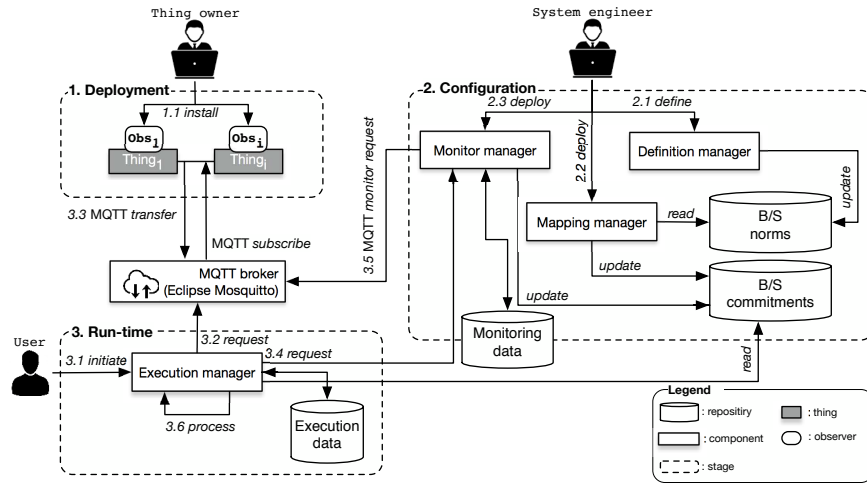 Thing owner
System engineer
1. Deployment
1.1 install
Obs1
Obsi
Thing1
Thingi
2. Configuration
2.3 deploy
2.1 define
Monitor manager
Definition manager
2.2 deploy
Mapping manager
read
update
B/S
norms
update
B/S
commitments
update
Monitoring
data
3.3 MQTT transfer
MQTT subscribe
3.5 MQTT monitor request
MQTT broker
(Eclipse Mosquitto)
3. Run-time
User
3.1 initiate
3.2 request
3.4 request
Execution manager
3.6 process
Execution
data
read
Legend
: repositiry
: thing
: component
: observer
: stage